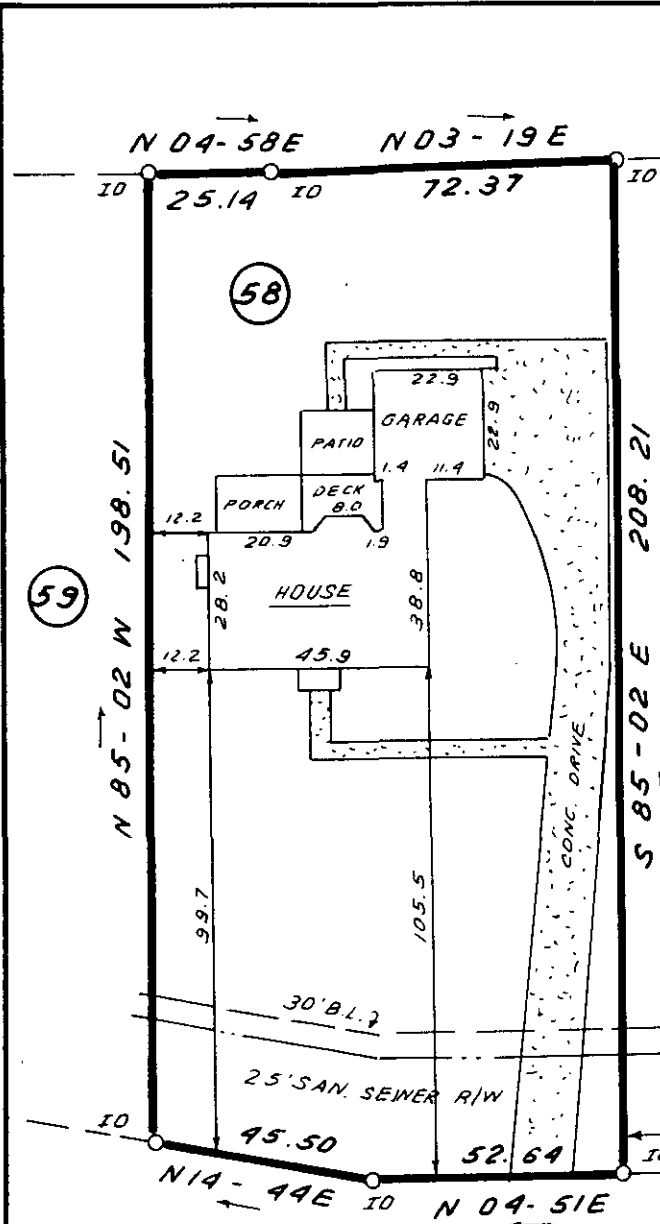 N 04-58E
N 03-19E
IO
25.14
IO
72.37
IO
58
22.9
GARAGE
22.9
PATIO
1.4
11.4
PORCH
DECK
8.0
12.2
20.9
1.9
N 85-02 W 198.51
S 85-02 E 208.21
59
28.2
HOUSE
38.8
12.2
45.9
CONC. DRIVE
99.7
105.5
30' B.L.
25' SAN. SEWER R/W
IO
45.50
52.64
N14-44E
IO
N 04-51E